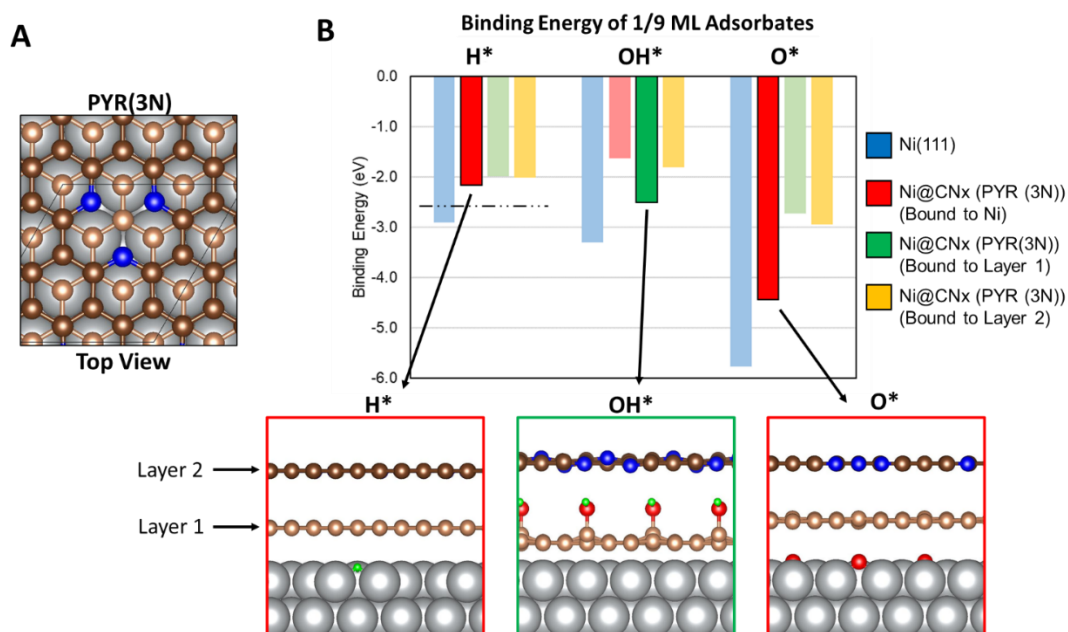 A
PYR(3N)
Top View
B
Binding Energy of 1/9 ML Adsorbates
H* OH* O*
0.0
-1.0
-2.0
-3.0
-4.0
-5.0
-6.0
Binding Energy (eV)
Ni(111)
Ni@CNx (PYR (3N))
(Bound to Ni)
Ni@CNx (PYR(3N))
(Bound to Layer 1)
Ni@CNx (PYR (3N))
(Bound to Layer 2)
H* OH* O*
Layer 2
Layer 1